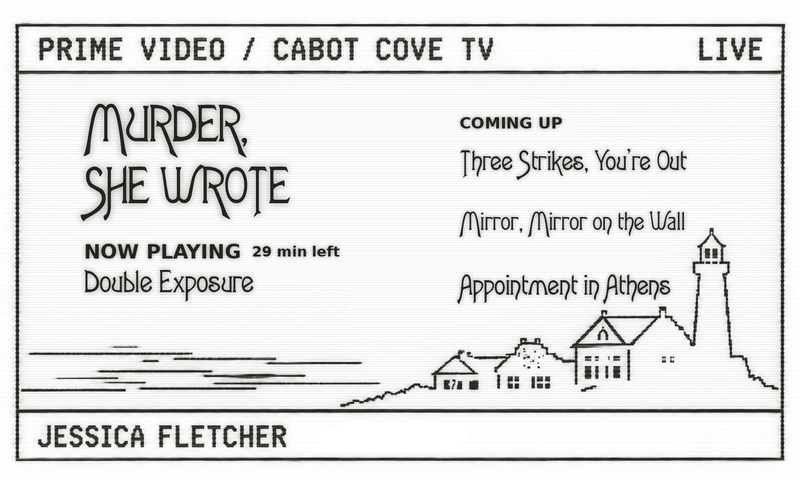 PRIME VIDEO / CABOT COVE TV
LIVE
MURDER,
SHE WROTE
NOW PLAYING 29 min left
Double Exposure
COMING UP
Three Strikes, You're Out
Mirror, Mirror on the Wall
Appointment in Athens
JESSICA FLETCHER